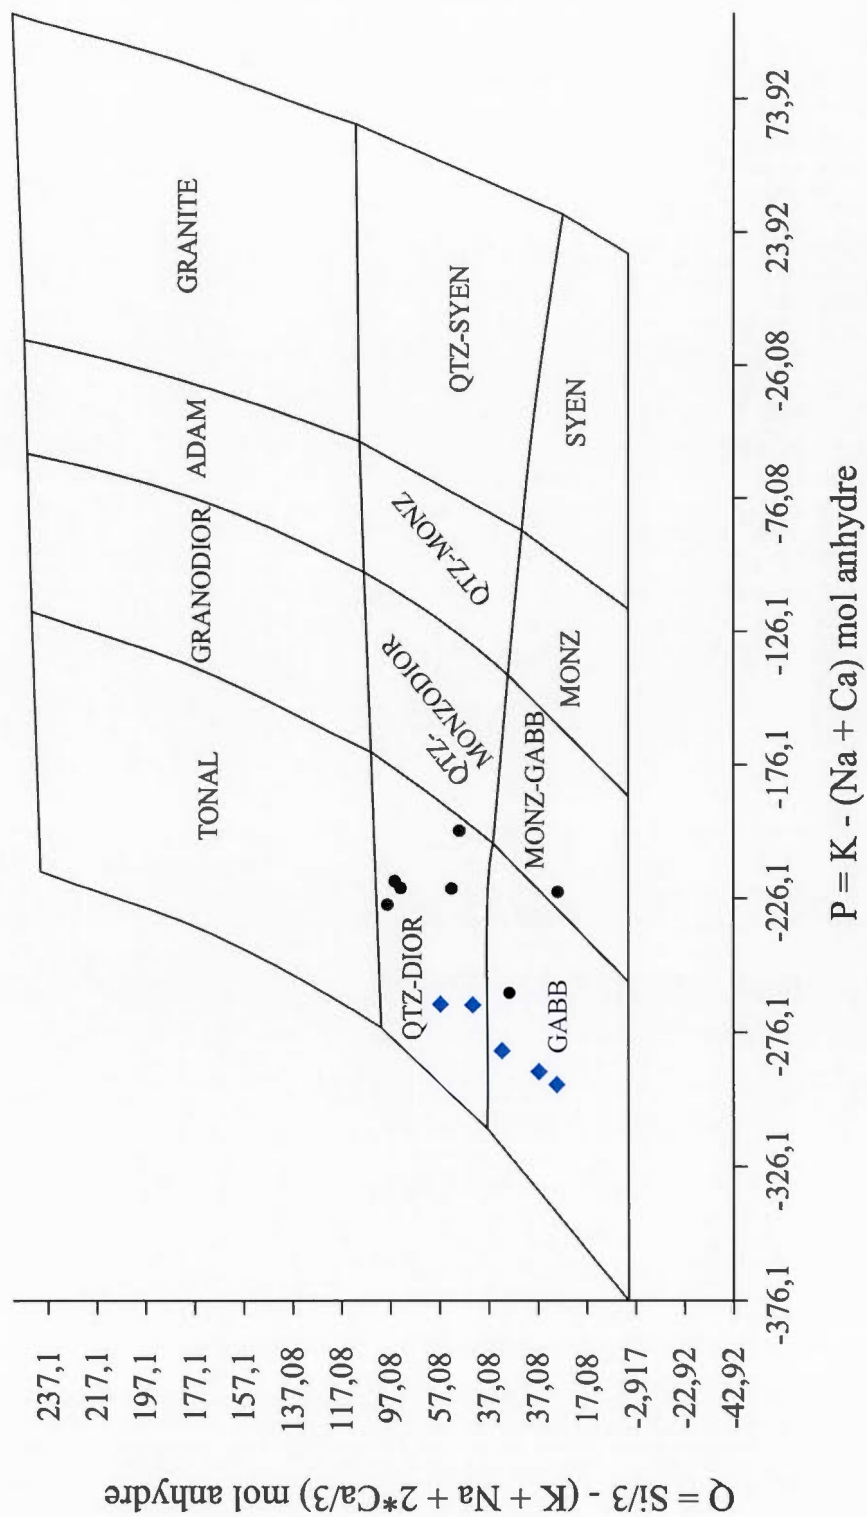 Q = Si/3 - (K + Na + 2*Ca/3) mol anhydre
237,1
217,1
197,1
177,1
157,1
137,08
117,08
97,08
57,08
37,08
37,08
17,08
-2,917
-22,92
-42,92
TONAL
GRANODIOR
ADAM
GRANITE
QTZ-DIOR
QTZ-
MONZODIOR
QTZ-MONZ
QTZ-SYEN
GABB
MONZ-GABB
MONZ
SYEN
-376,1
-326,1
-276,1
-226,1
-176,1
-126,1
-76,08
-26,08
23,92
73,92
P = K - (Na + Ca) mol anhydre